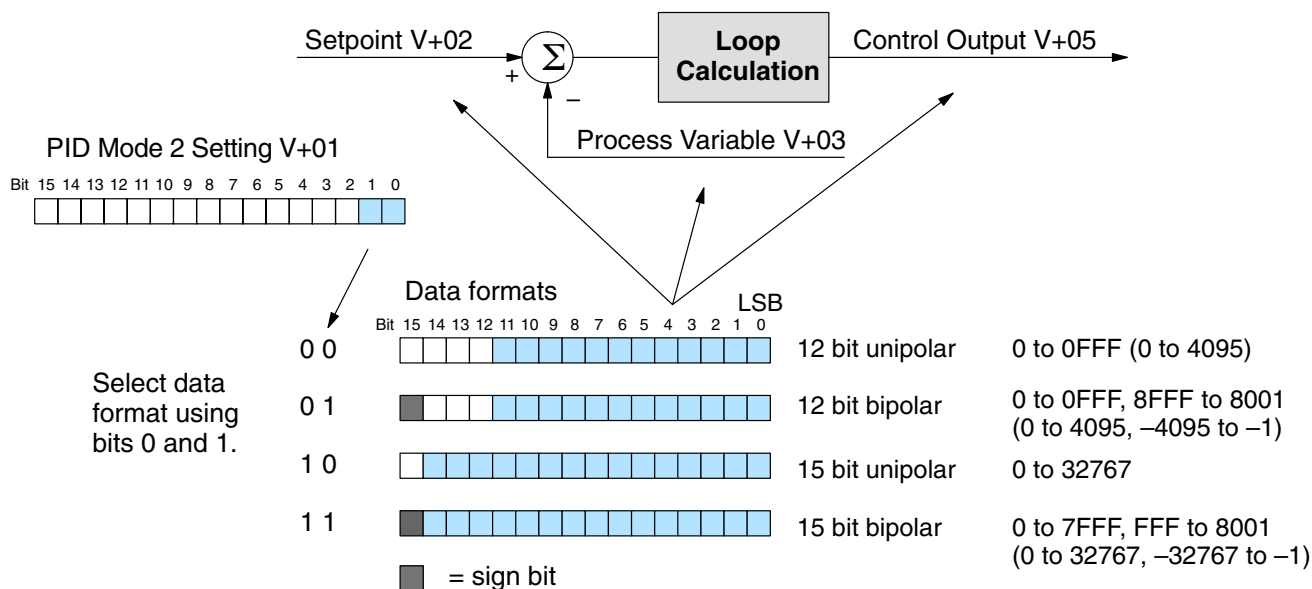 Setpoint V+02
+
Σ
−
Loop
Calculation
Control Output V+05
Process Variable V+03
PID Mode 2 Setting V+01
Bit 15 14 13 12 11 10 9 8 7 6 5 4 3 2 1 0
Data formats
LSB
Bit 15 14 13 12 11 10 9 8 7 6 5 4 3 2 1 0
Select data
format using
bits 0 and 1.
0 0
12 bit unipolar
0 to 0FFF (0 to 4095)
0 1
12 bit bipolar
0 to 0FFF, 8FFF to 8001
(0 to 4095, –4095 to –1)
1 0
15 bit unipolar
0 to 32767
1 1
15 bit bipolar
0 to 7FFF, FFF to 8001
(0 to 32767, –32767 to –1)
= sign bit